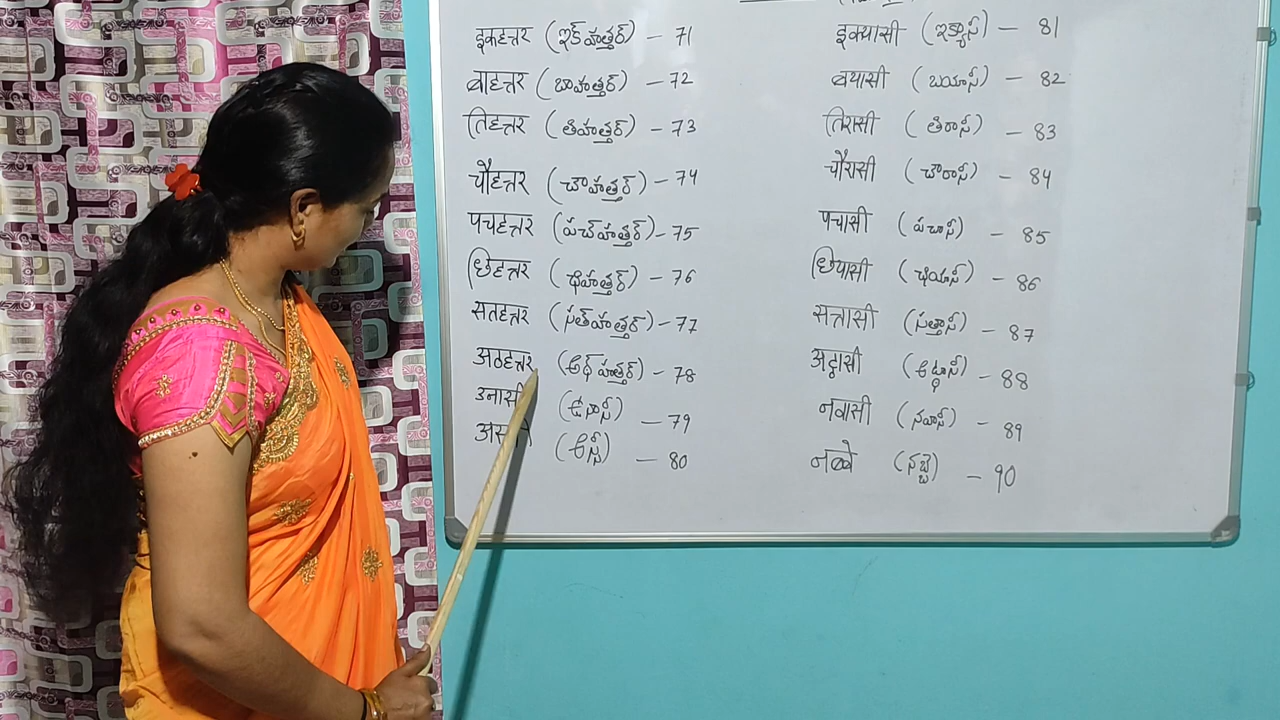 इकहत्तर (ఇక్‌హత్తర్) – 71
बाहत्तर (బాహత్తర్) – 72
तिहत्तर (తిహత్తర్) – 73
चौहत्तर (చౌహత్తర్) – 74
पचहत्तर (పచ్‌హత్తర్) – 75
छिहत्तर (ఛిహత్తర్) – 76
सतहत्तर (సత్‌హత్తర్) – 77
अठहत्तर (అఠ్‌హత్తర్) – 78
उनासी (ఉనాసీ) – 79
(అస్సీ) – 80
इक्यासी (ఇక్యాసీ) – 81
बयासी (బయాసీ) – 82
तिरासी (తిరాసీ) – 83
चौरासी (చౌరాసీ) – 84
पचासी (పచాసీ) – 85
छियासी (ఛియాసీ) – 86
सत्तासी (సత్తాసీ) – 87
अट्ठासी (అట్ఠాసీ) – 88
नवासी (నవాసీ) – 89
नब्बे (నబ్బే) – 90